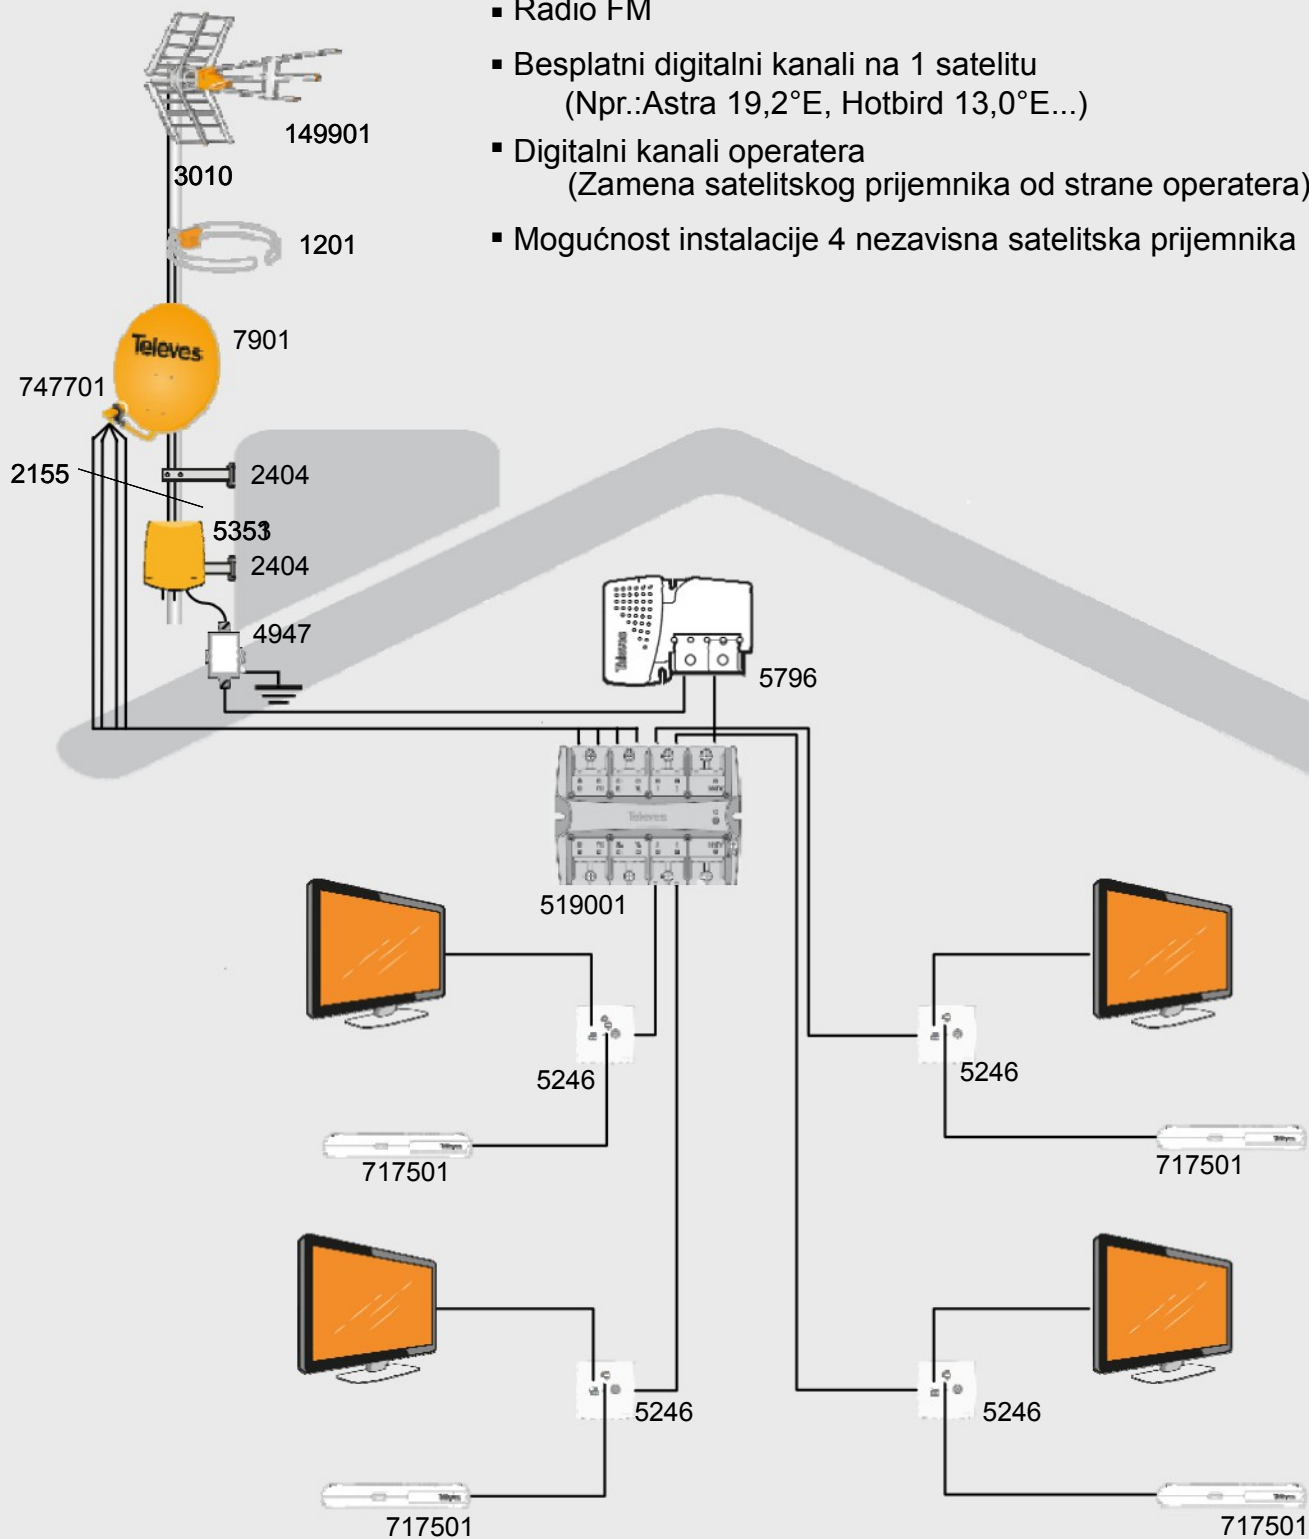 ▪ Radio FM
▪ Besplatni digitalni kanali na 1 satelitu
(Npr.:Astra 19,2°E, Hotbird 13,0°E...)
▪ Digitalni kanali operatera
(Zamena satelitskog prijemnika od strane operatera)
▪ Mogućnost instalacije 4 nezavisna satelitska prijemnika
149901
3010
1201
7901
Televes
747701
2155
2404
2404
4947
Televes
5796
Televes
519001
5246
5246
717501
717501
5246
5246
717501
717501